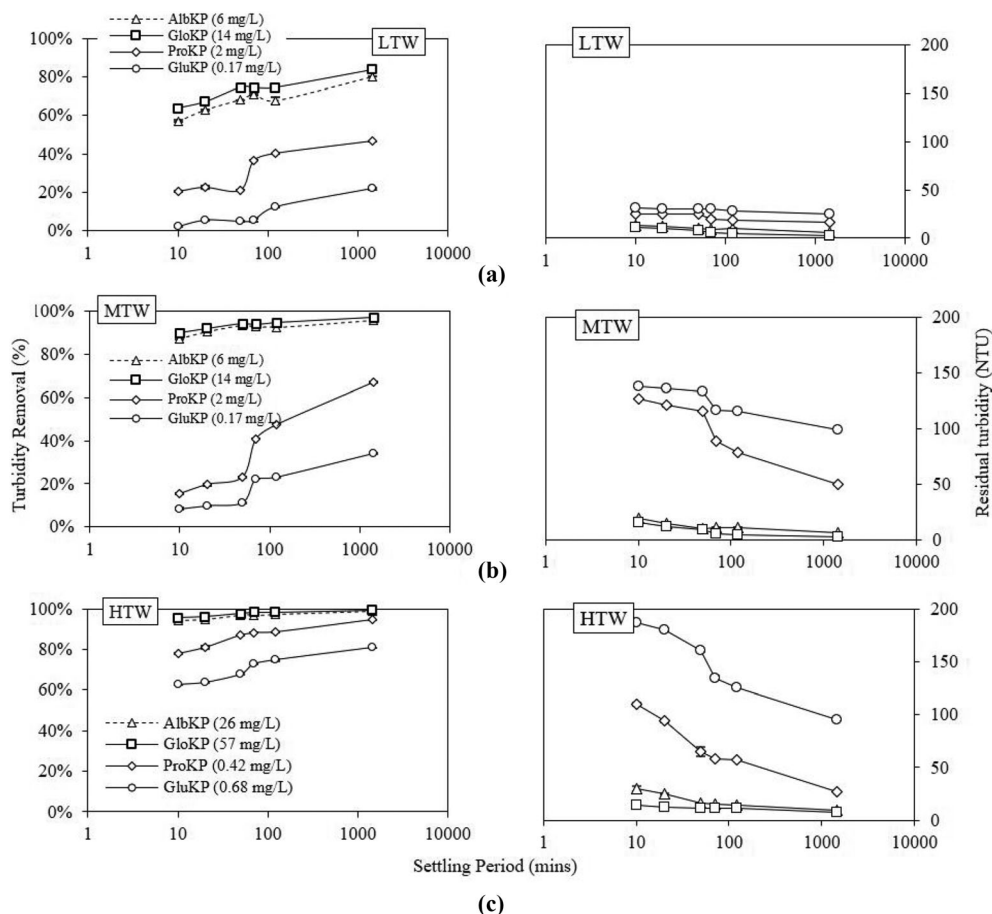 AlbKP (6 mg/L)
GloKP (14 mg/L)
ProKP (2 mg/L)
GluKP (0.17 mg/L)
LTW
100%
80%
60%
40%
20%
0%
1 10 100 1000 10000
LTW
200
150
100
50
0
1 10 100 1000 10000
(a)
MTW
100%
80%
60%
40%
20%
0%
AlbKP (6 mg/L)
GloKP (14 mg/L)
ProKP (2 mg/L)
GluKP (0.17 mg/L)
1 10 100 1000 10000
Turbidity Removal (%)
MTW
200
150
100
50
0
1 10 100 1000 10000
Residual turbidity (NTU)
(b)
HTW
100%
80%
60%
40%
20%
0%
AlbKP (26 mg/L)
GloKP (57 mg/L)
ProKP (0.42 mg/L)
GluKP (0.68 mg/L)
1 10 100 1000 10000
HTW
200
150
100
50
0
1 10 100 1000 10000
Settling Period (mins)
(c)